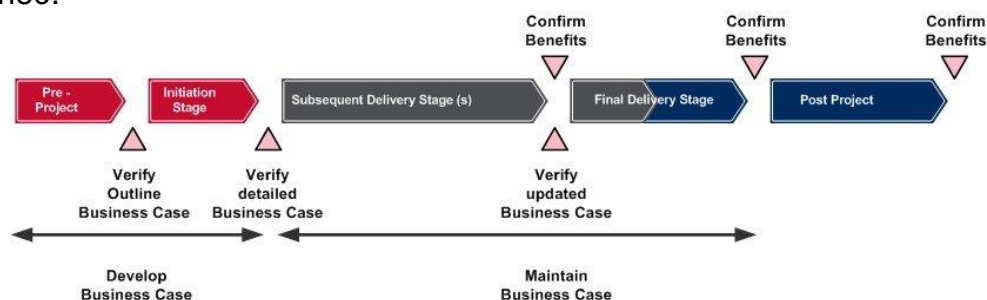 Confirm
Benefits
Confirm
Benefits
Confirm
Benefits
Pre -
Project
Initiation
Stage
Subsequent Delivery Stage (s)
Final Delivery Stage
Post Project
Verify
Outline
Business Case
Verify
detailed
Business Case
Verify
updated
Business Case
Develop
Business Case
Maintain
Business Case